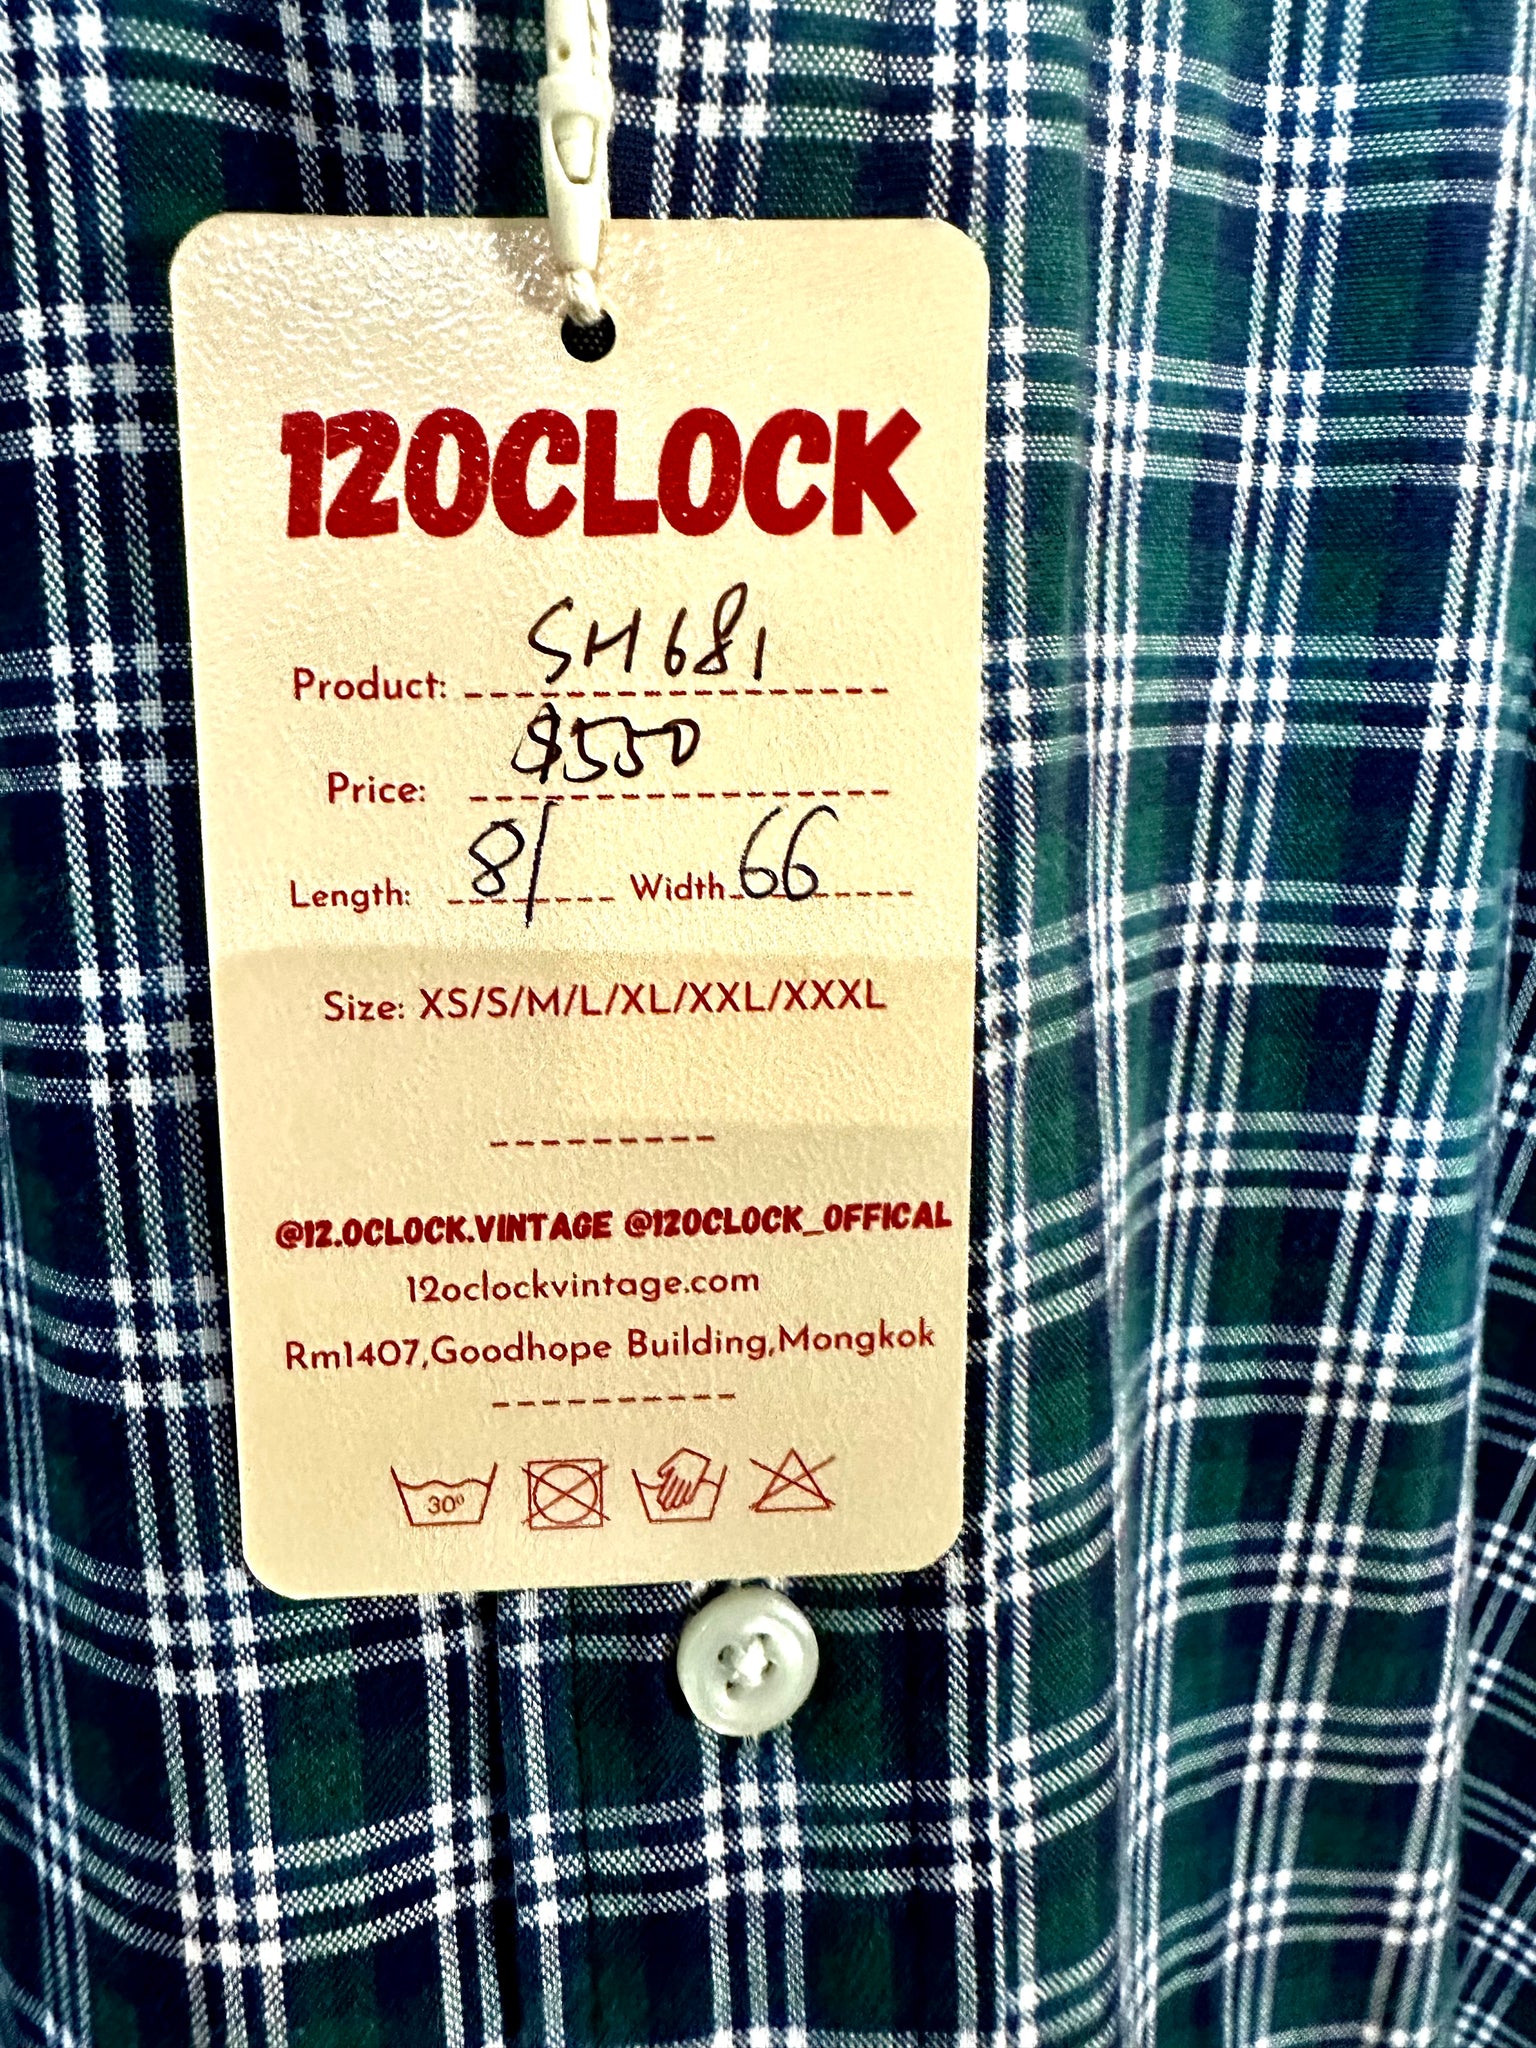 12OCLOCK
Product: SH681
Price: $550
Length: 81 Width 66
Size: XS/S/M/L/XL/XXL/XXXL
@12.OCLOCK.VINTAGE @12OCLOCK_OFFICAL
12oclockvintage.com
Rm1407,Goodhope Building,Mongkok
30º